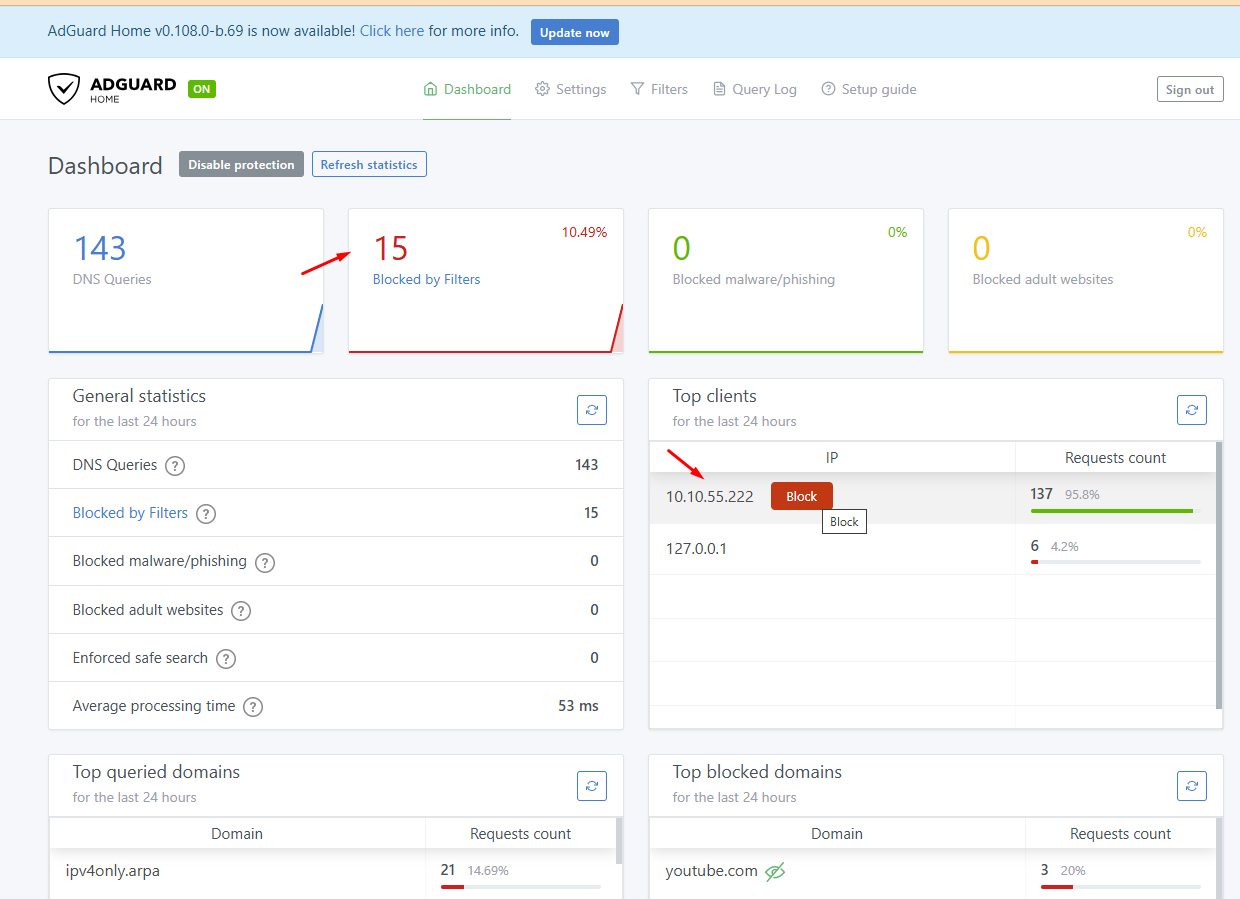 AdGuard Home v0.108.0-b.69 is now available! Click here for more info. Update now
ADGUARD HOME ON Dashboard Settings Filters Query Log Setup guide Sign out
Dashboard Disable protection Refresh statistics
143 DNS Queries
15 10.49% Blocked by Filters
0 0% Blocked malware/phishing
0 0% Blocked adult websites
General statistics
for the last 24 hours
DNS Queries ? 143
Blocked by Filters ? 15
Blocked malware/phishing ? 0
Blocked adult websites ? 0
Enforced safe search ? 0
Average processing time ? 53 ms
Top clients
for the last 24 hours
IP Requests count
10.10.55.222 Block 137 95.8%
Block
127.0.0.1 6 4.2%
Top queried domains
for the last 24 hours
Domain Requests count
ipv4only.arpa 21 14.69%
Top blocked domains
for the last 24 hours
Domain Requests count
youtube.com 3 20%